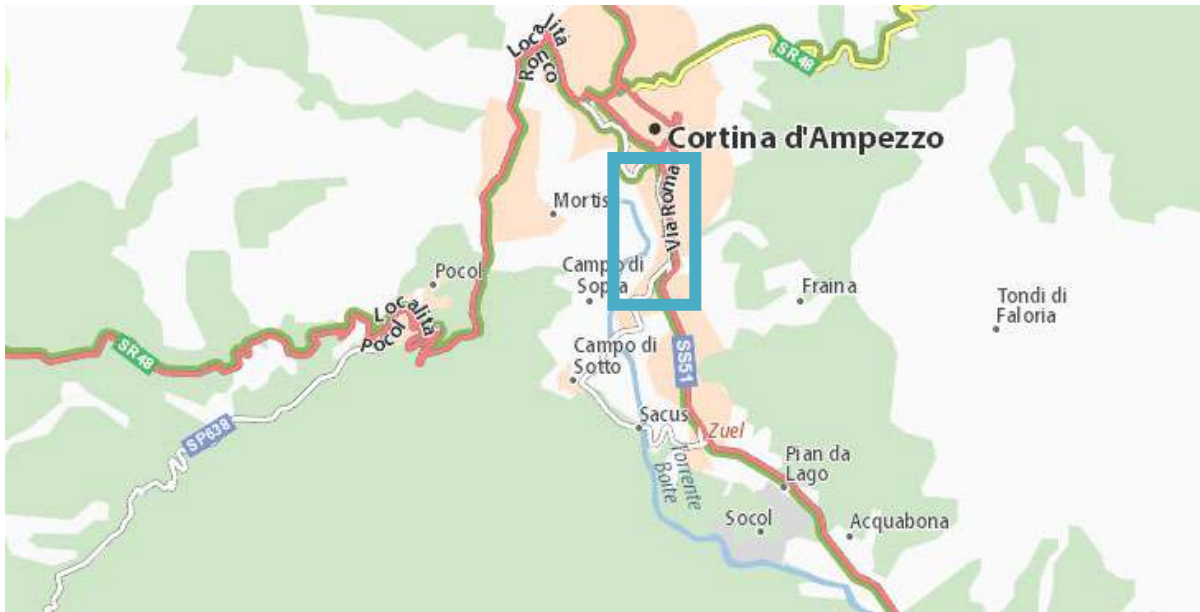 Località
Ronco
SR48
Cortina d'Ampezzo
Mortis
Via Roma
Pocol
Campo di
Sopra
Fraina
Tondi di
Faloria
Località
Pocol
SR48
Campo di
Sotto
SS51
SP638
Sacus
Zuel
Torrente
Boite
Pian da
Lago
Socol
Acquabona